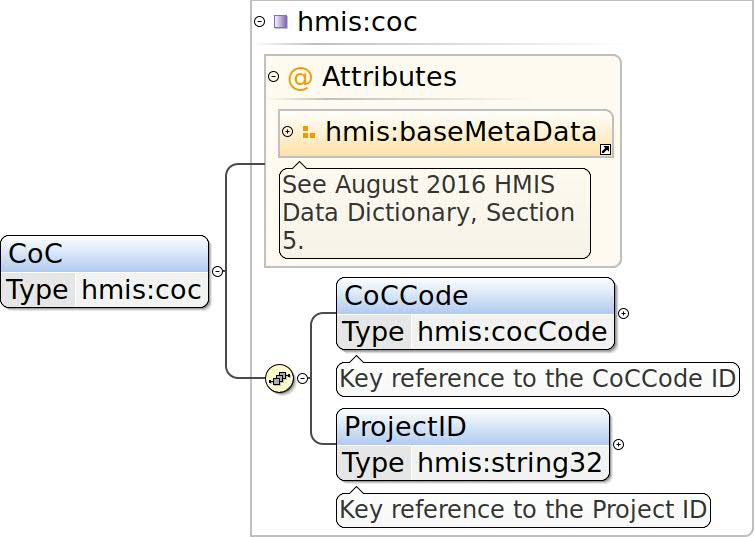 hmis:coc
@ Attributes
hmis:baseMetaData
See August 2016 HMIS
Data Dictionary, Section
5.
CoC
Type hmis:coc
CoCCode
Type hmis:cocCode
Key reference to the CoCCode ID
ProjectID
Type hmis:string32
Key reference to the Project ID